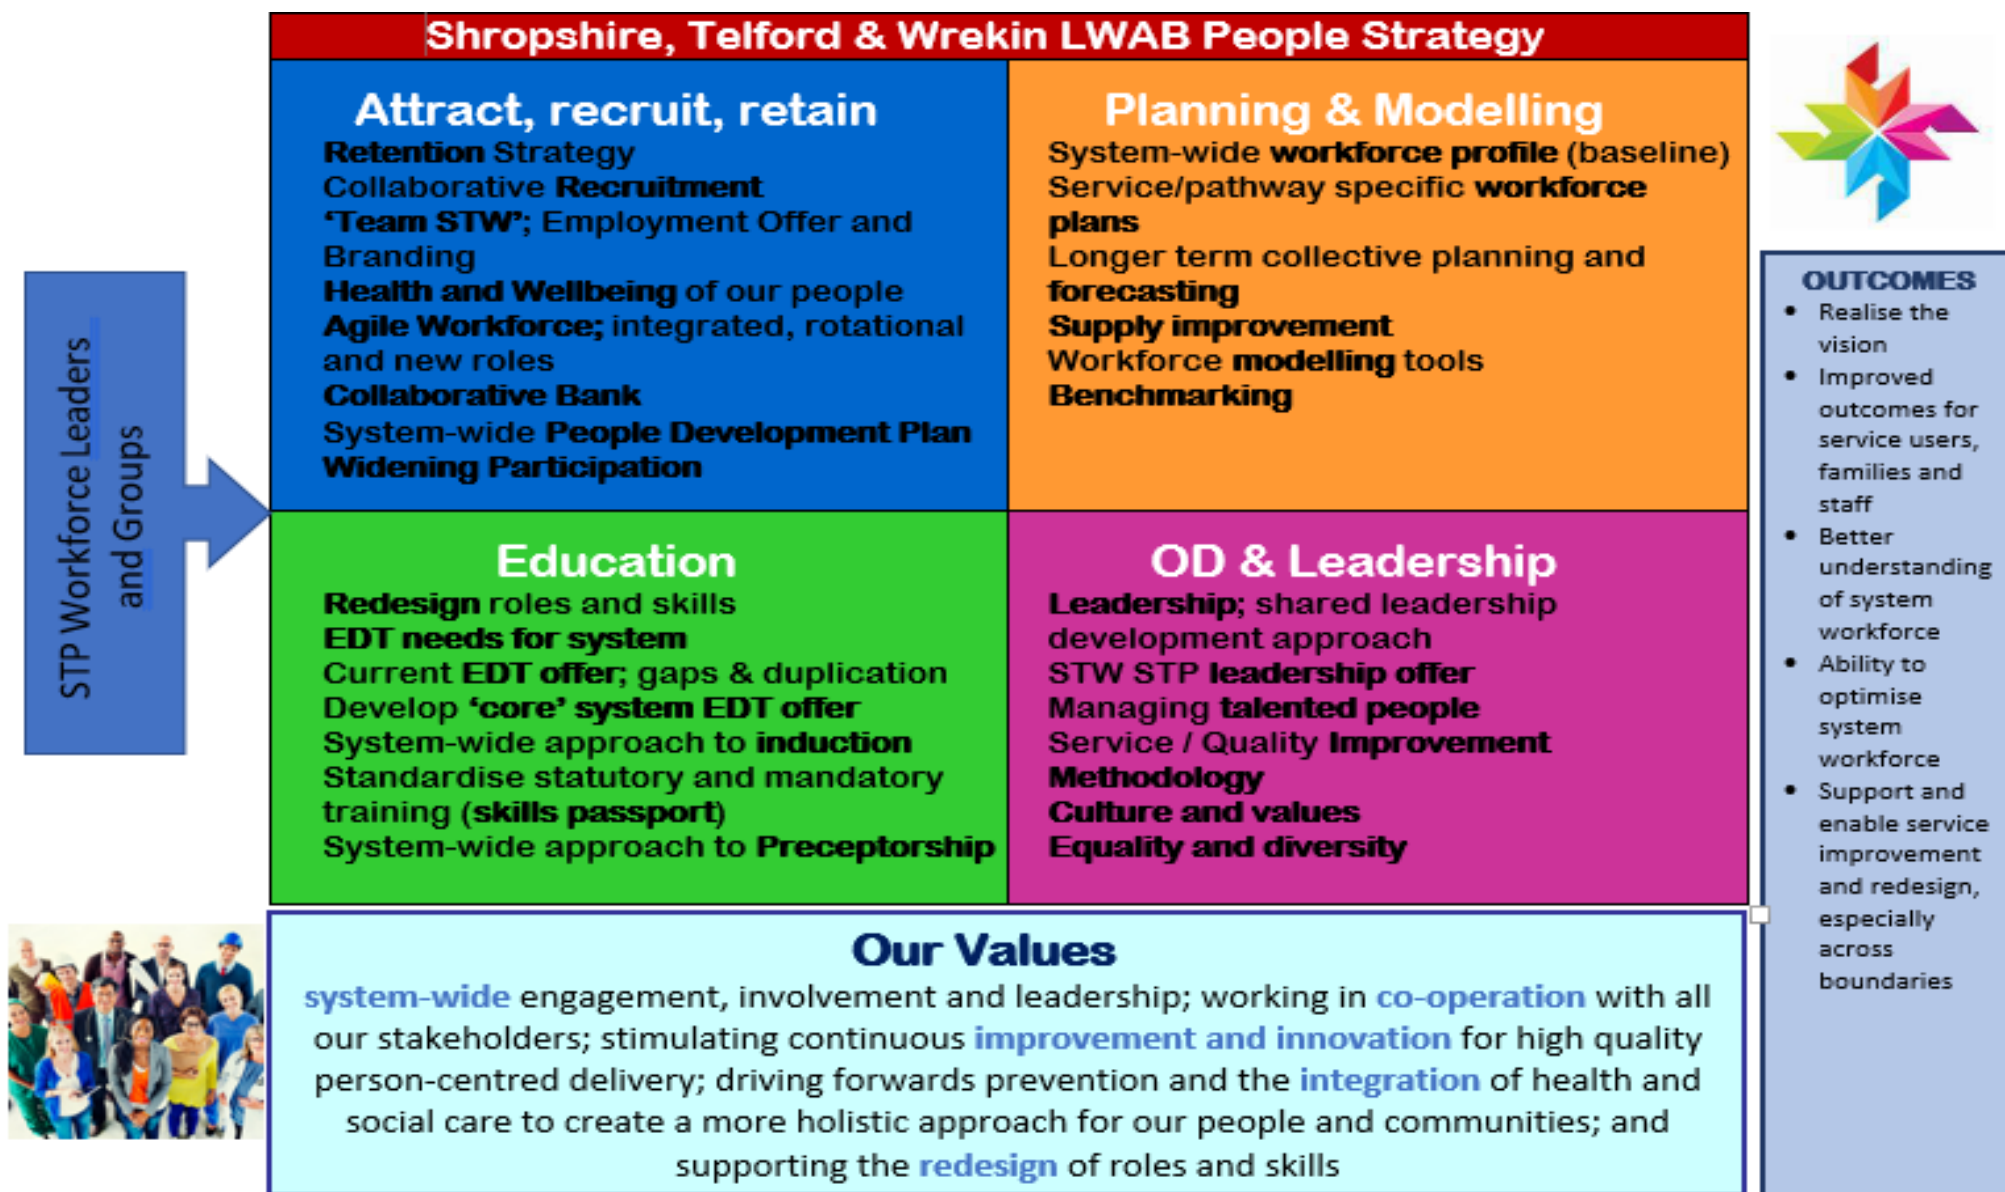 Shropshire, Telford & Wrekin LWAB People Strategy
STP Workforce Leaders
and Groups
Attract, recruit, retain
Retention Strategy
Collaborative Recruitment
‘Team STW’; Employment Offer and
Branding
Health and Wellbeing of our people
Agile Workforce; integrated, rotational
and new roles
Collaborative Bank
System-wide People Development Plan
Widening Participation
Planning & Modelling
System-wide workforce profile (baseline)
Service/pathway specific workforce
plans
Longer term collective planning and
forecasting
Supply improvement
Workforce modelling tools
Benchmarking
Education
Redesign roles and skills
EDT needs for system
Current EDT offer; gaps & duplication
Develop ‘core’ system EDT offer
System-wide approach to induction
Standardise statutory and mandatory
training (skills passport)
System-wide approach to Preceptorship
OD & Leadership
Leadership; shared leadership
development approach
STW STP leadership offer
Managing talented people
Service / Quality Improvement
Methodology
Culture and values
Equality and diversity
OUTCOMES
• Realise the
vision
• Improved
outcomes for
service users,
families and
staff
• Better
understanding
of system
workforce
• Ability to
optimise
system
workforce
• Support and
enable service
improvement
and redesign,
especially
across
boundaries
Our Values
system-wide engagement, involvement and leadership; working in co-operation with all
our stakeholders; stimulating continuous improvement and innovation for high quality
person-centred delivery; driving forwards prevention and the integration of health and
social care to create a more holistic approach for our people and communities; and
supporting the redesign of roles and skills